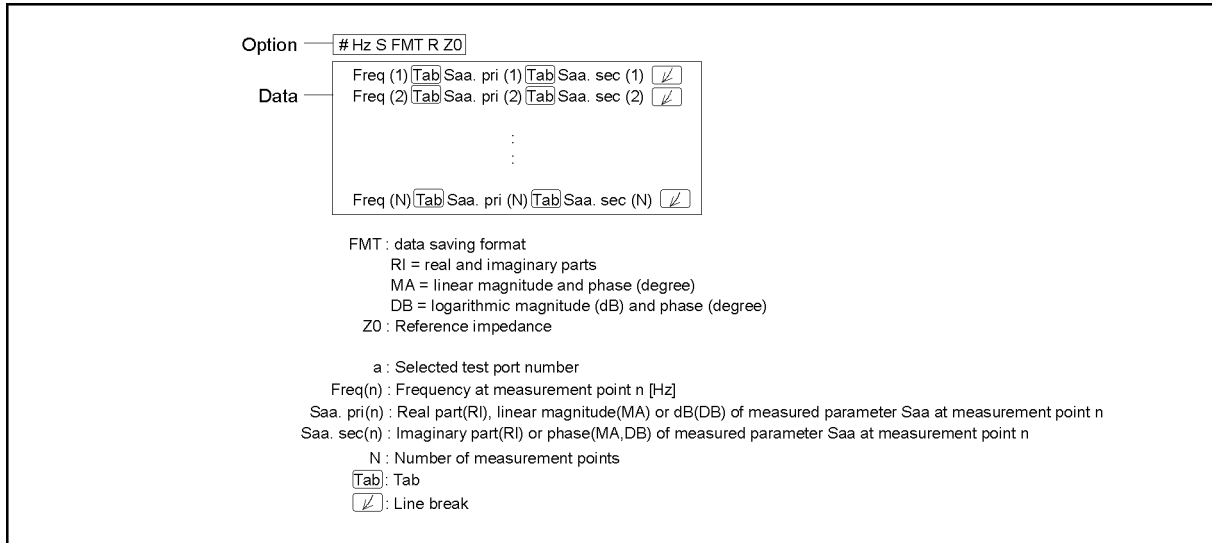 Option # Hz S FMT R Z0
Freq (1) Tab Saa. pri (1) Tab Saa. sec (1)
Data Freq (2) Tab Saa. pri (2) Tab Saa. sec (2)
:
:
Freq (N) Tab Saa. pri (N) Tab Saa. sec (N)
FMT : data saving format
RI = real and imaginary parts
MA = linear magnitude and phase (degree)
DB = logarithmic magnitude (dB) and phase (degree)
Z0 : Reference impedance
a : Selected test port number
Freq(n) : Frequency at measurement point n [Hz]
Saa. pri(n) : Real part(RI), linear magnitude(MA) or dB(DB) of measured parameter Saa at measurement point n
Saa. sec(n) : Imaginary part(RI) or phase(MA,DB) of measured parameter Saa at measurement point n
N : Number of measurement points
Tab : Tab
: Line break